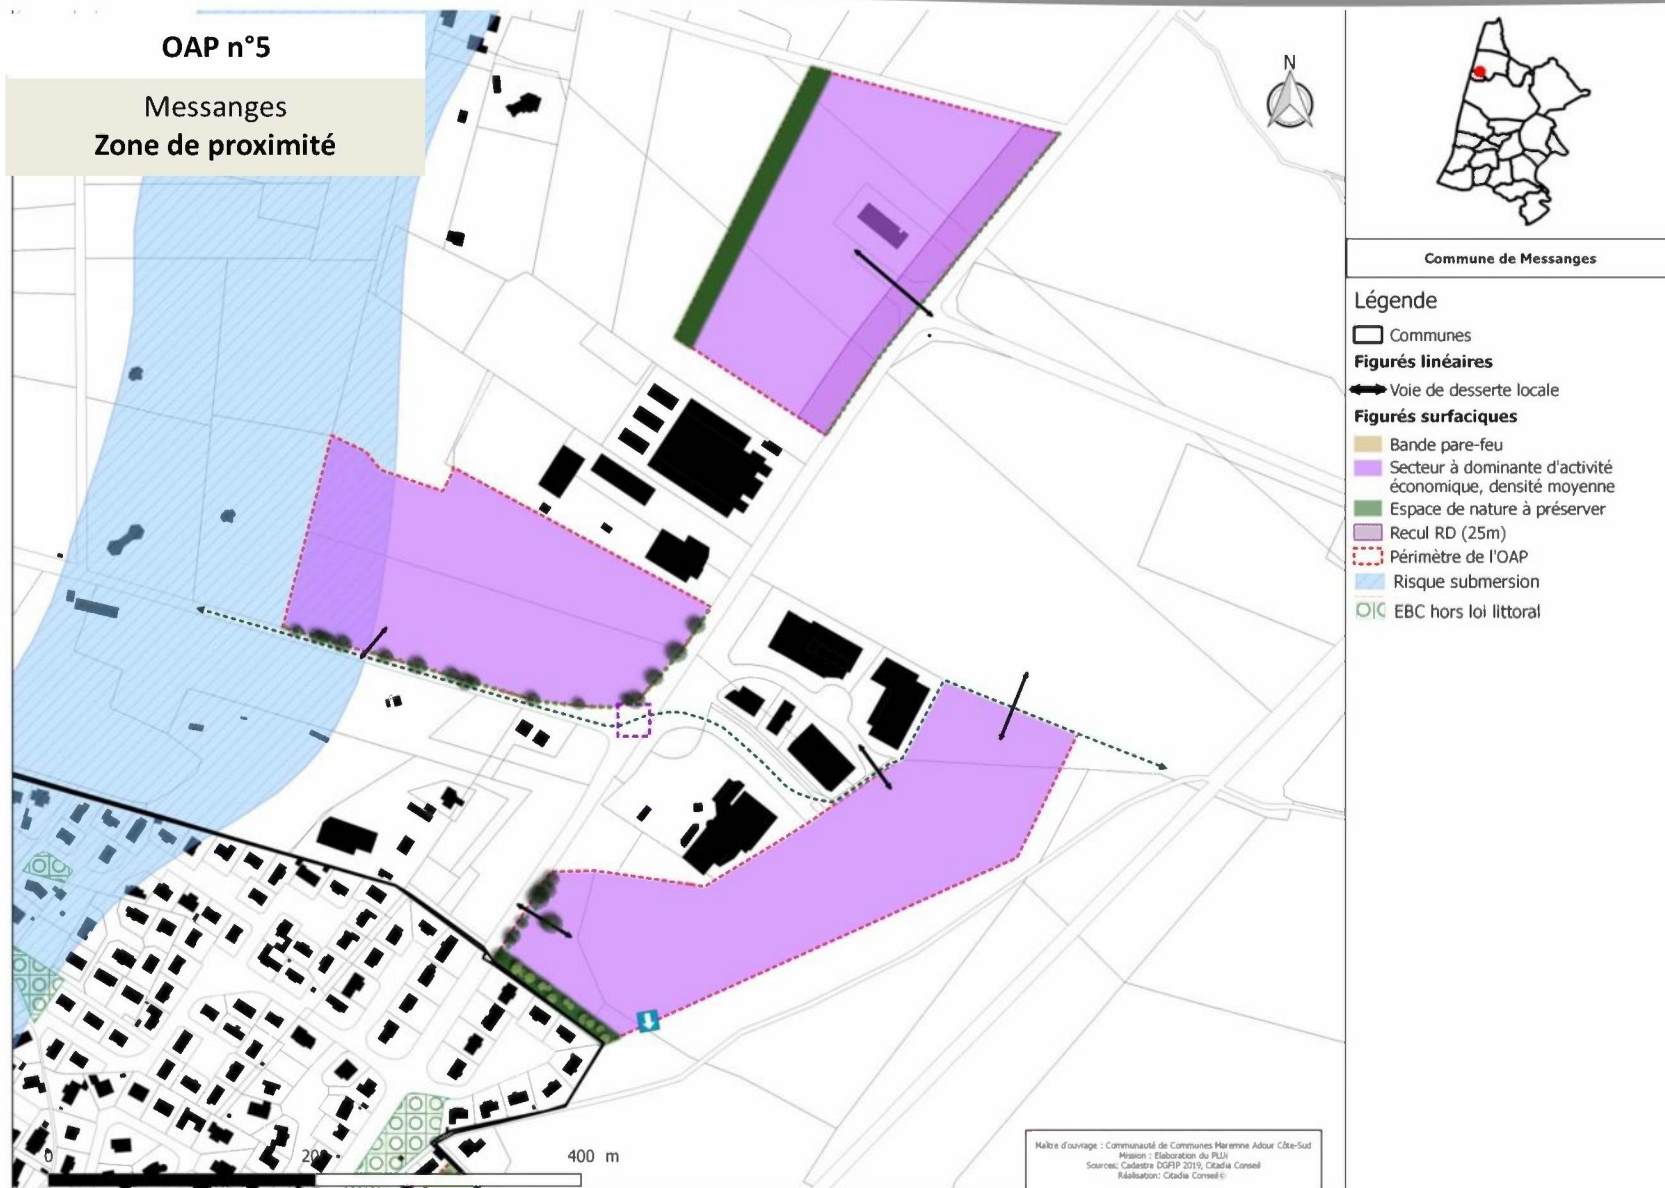 OAP n°5
Messanges
Zone de proximité
N
Commune de Messanges
Légende
Communes
Figurés linéaires
Voie de desserte locale
Figurés surfaciques
Bande pare-feu
Secteur à dominante d'activité
économique, densité moyenne
Espace de nature à préserver
Recul RD (25m)
Périmètre de l'OAP
Risque submersion
EBC hors loi littoral
0
400 m
Maître d'ouvrage : Communauté de Communes Maremne Adour Côte-Sud
Mission : Elaboration du PLUi
Sources: Cadastre DGFIP 2019, Citadia Conseil
Réalisation: Citadia Conseil©